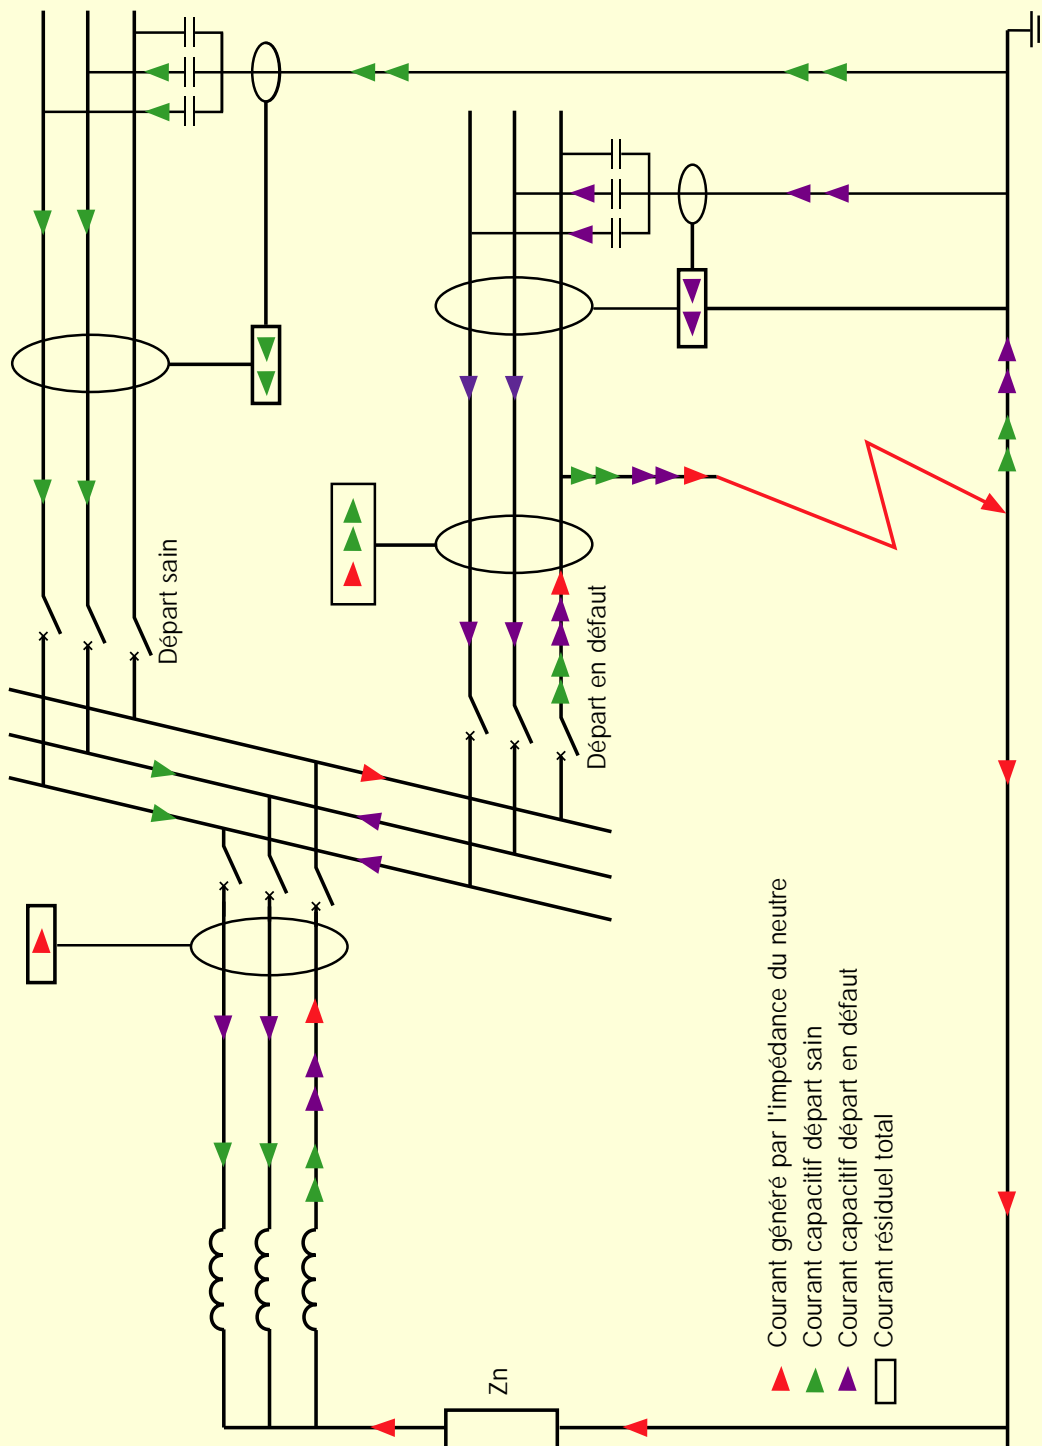 Départ sain
Départ en défaut
Zn
Courant généré par l'impédance du neutre
Courant capacitif départ sain
Courant capacitif départ en défaut
Courant résiduel total